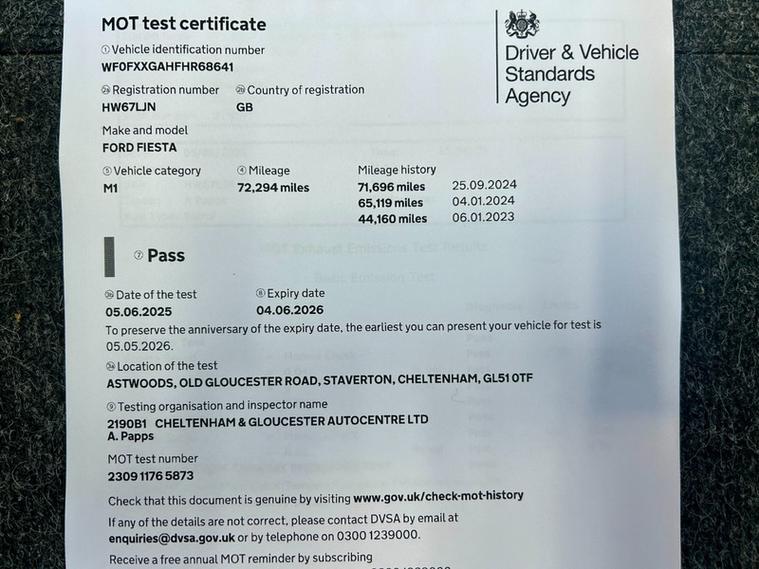 MOT test certificate
① Vehicle identification number
WF0FXXGAHFHR68641
Driver & Vehicle
Standards
Agency
②ⓐ Registration number ②ⓑ Country of registration
HW67LJN GB
Make and model
FORD FIESTA
⑤ Vehicle category ④ Mileage Mileage history
M1 72,294 miles 71,696 miles 25.09.2024
65,119 miles 04.01.2024
44,160 miles 06.01.2023
⑦ Pass
Date of the test ⑧ Expiry date
05.06.2025 04.06.2026
To preserve the anniversary of the expiry date, the earliest you can present your vehicle for test is
05.05.2026.
Location of the test
ASTWOODS, OLD GLOUCESTER ROAD, STAVERTON, CHELTENHAM, GL51 0TF
⑨ Testing organisation and inspector name
2190B1 CHELTENHAM & GLOUCESTER AUTOCENTRE LTD
A. Papps
MOT test number
2309 1176 5873
Check that this document is genuine by visiting www.gov.uk/check-mot-history
If any of the details are not correct, please contact DVSA by email at
enquiries@dvsa.gov.uk or by telephone on 0300 1239000.
Receive a free annual MOT reminder by subscribing